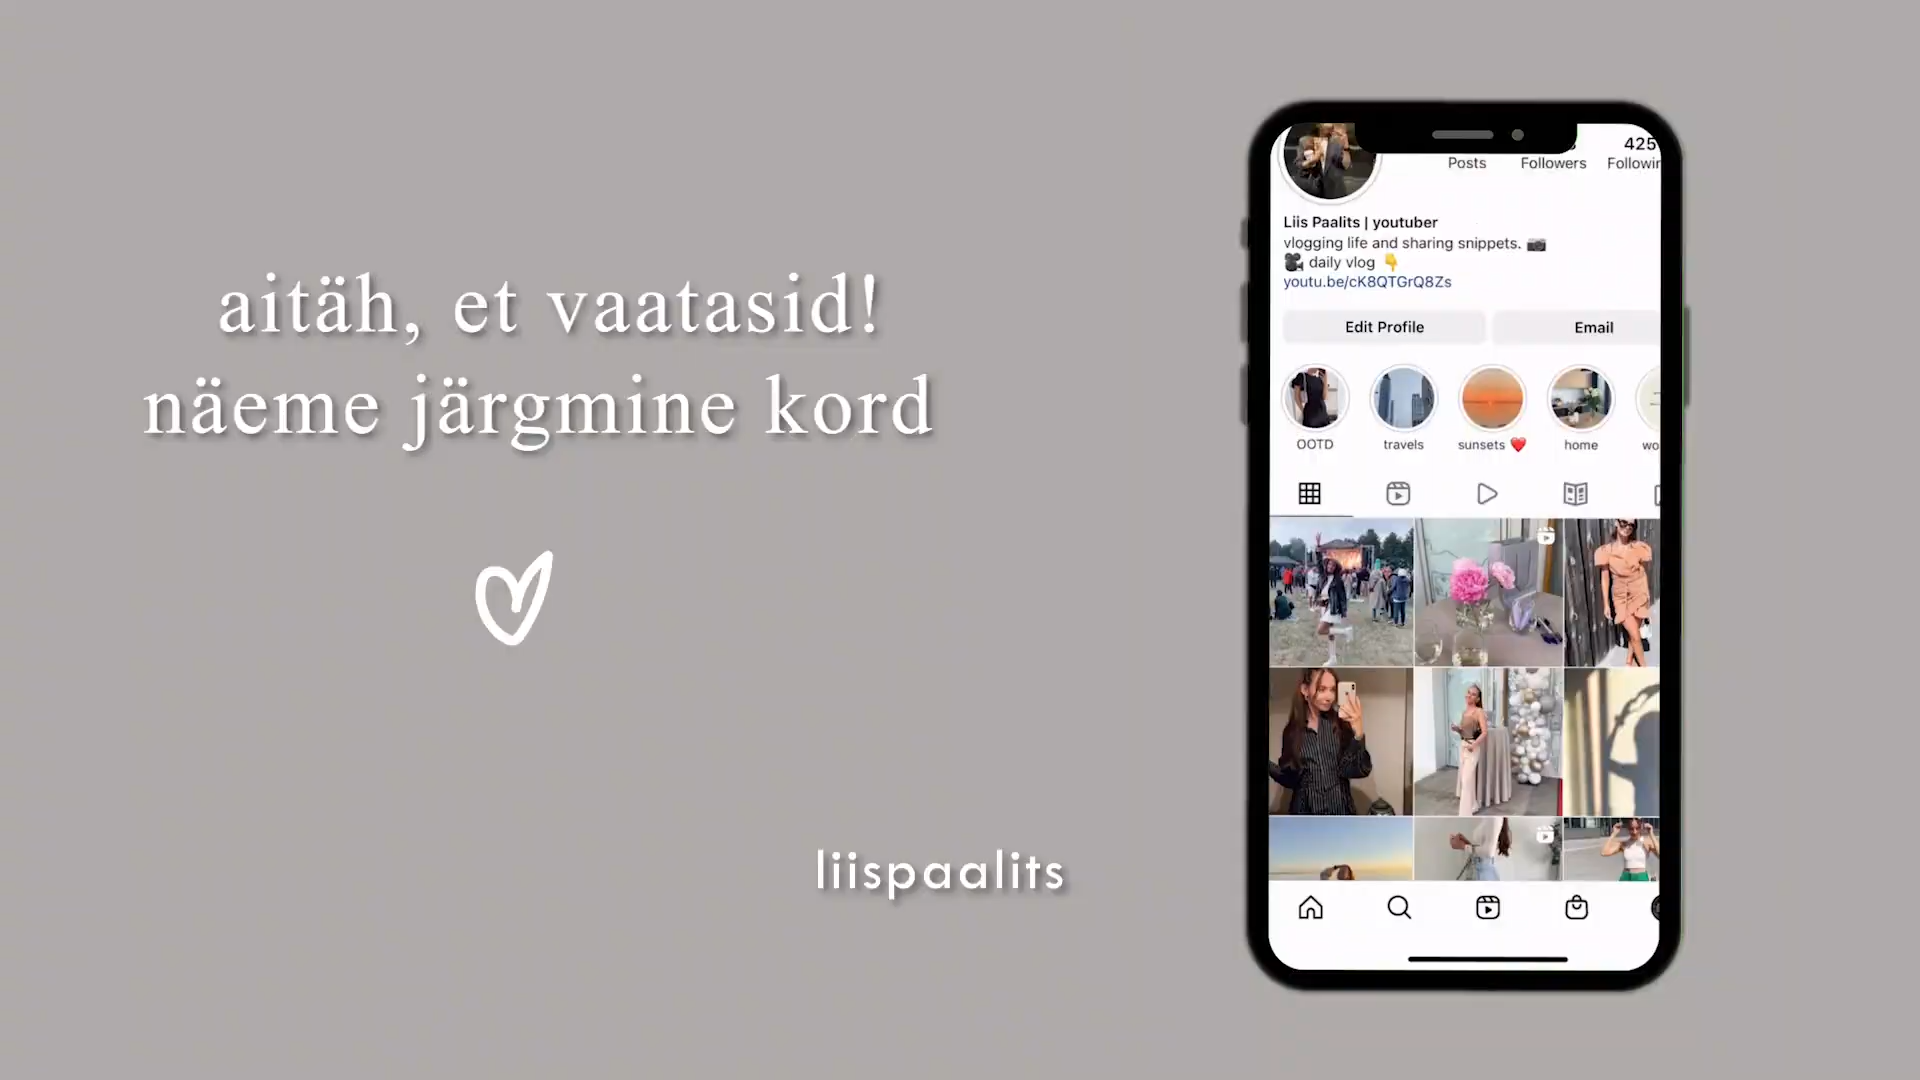 aitäh, et vaatasid!
näeme järgmine kord
liispaalits
425
Posts Followers
Liis Paalits | youtuber
vlogging life and sharing snippets. 📷
🎥 daily vlog 👇
youtu.be/cK8QTGrQ8Zs
Edit Profile Email
OOTD travels sunsets ❤️ home